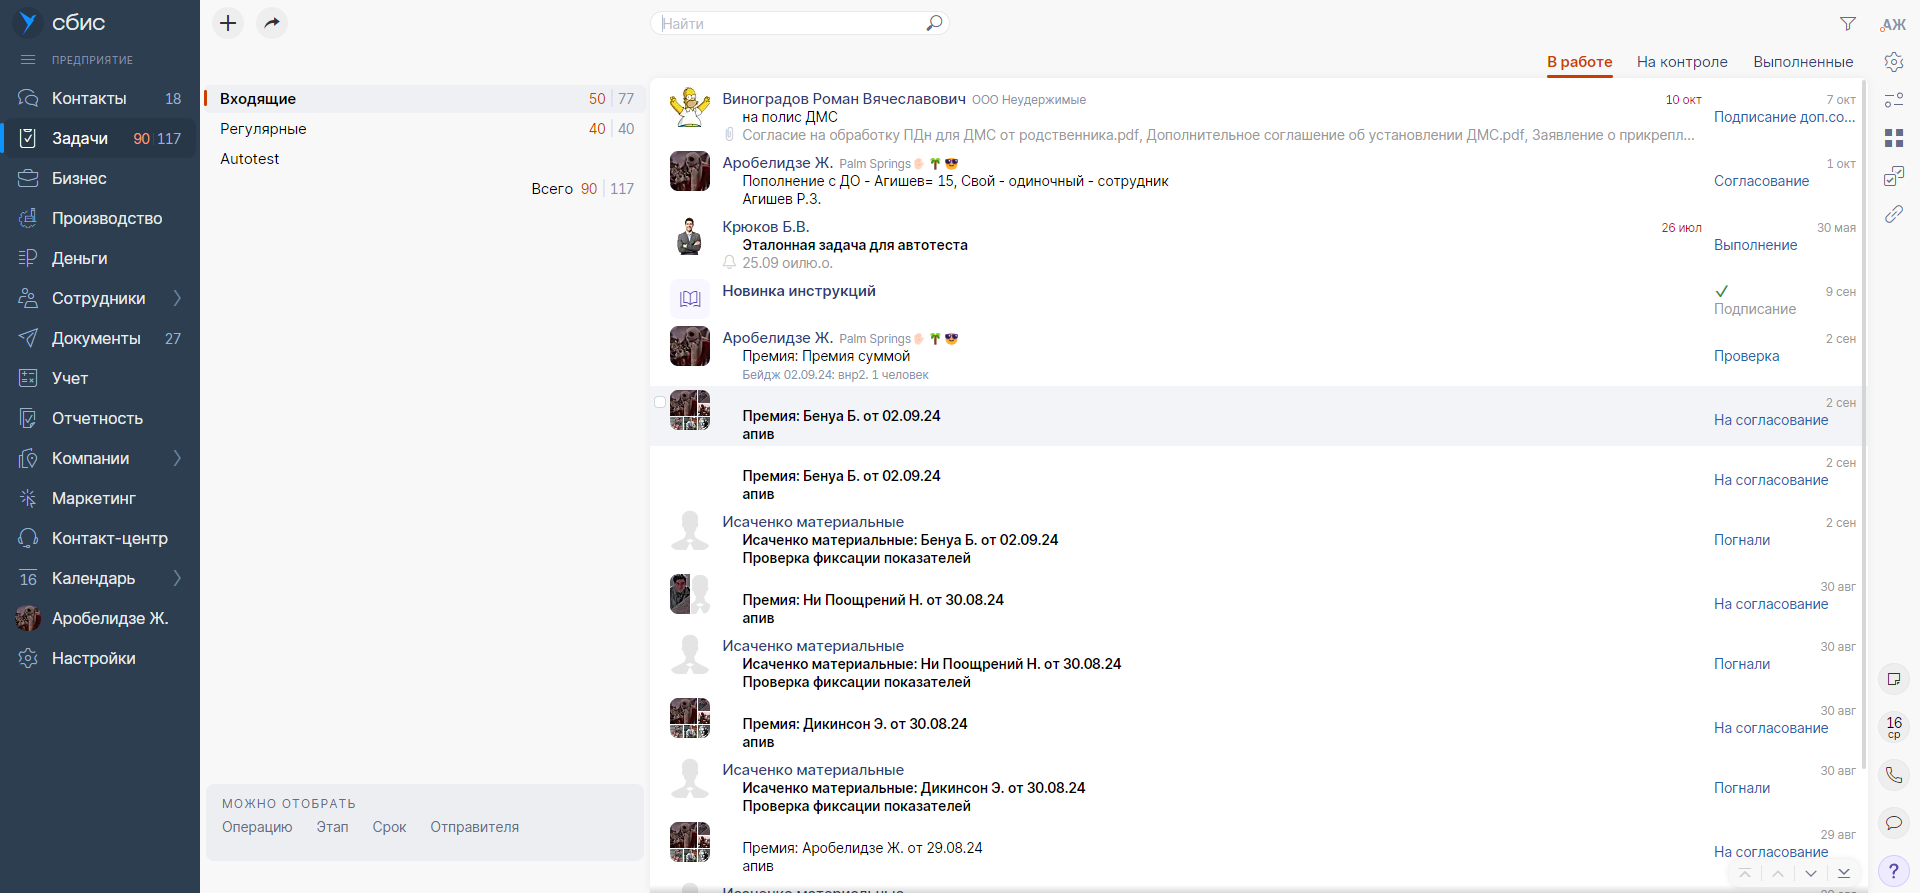 сбис
ПРЕДПРИЯТИЕ
Контакты 18
Задачи 90 117
Бизнес
Производство
Деньги
Сотрудники
Документы 27
Учет
Отчетность
Компании
Маркетинг
Контакт-центр
16 Календарь
Аробелидзе Ж.
Настройки
Входящие 50 77
Регулярные 40 40
Autotest
Всего 90 117
МОЖНО ОТОБРАТЬ
Операцию Этап Срок Отправителя
Найти
АЖ
В работе На контроле Выполненные
Виноградов Роман Вячеславович ООО Неудержимые 10 окт 7 окт
на полис ДМС Подписание доп.со...
Согласие на обработку ПДн для ДМС от родственника.pdf, Дополнительное соглашение об установлении ДМС.pdf, Заявление о прикрепл...
Аробелидзе Ж. Palm Springs 1 окт
Пополнение с ДО - Агишев= 15, Свой - одиночный - сотрудник Согласование
Агишев Р.З.
Крюков Б.В. 26 июл 30 мая
Эталонная задача для автотеста Выполнение
25.09 оилю.о.
Новинка инструкций 9 сен
Подписание
Аробелидзе Ж. Palm Springs 2 сен
Премия: Премия суммой Проверка
Бейдж 02.09.24: внр2. 1 человек
2 сен
Премия: Бенуа Б. от 02.09.24 На согласование
апив
2 сен
Премия: Бенуа Б. от 02.09.24 На согласование
апив
Исаченко материальные 2 сен
Исаченко материальные: Бенуа Б. от 02.09.24 Погнали
Проверка фиксации показателей
30 авг
Премия: Ни Поощрений Н. от 30.08.24 На согласование
апив
Исаченко материальные 30 авг
Исаченко материальные: Ни Поощрений Н. от 30.08.24 Погнали
Проверка фиксации показателей
30 авг
Премия: Дикинсон Э. от 30.08.24 На согласование
апив
Исаченко материальные 30 авг
Исаченко материальные: Дикинсон Э. от 30.08.24 Погнали
Проверка фиксации показателей
29 авг
Премия: Аробелидзе Ж. от 29.08.24 На согласование
апив
16
ср
?